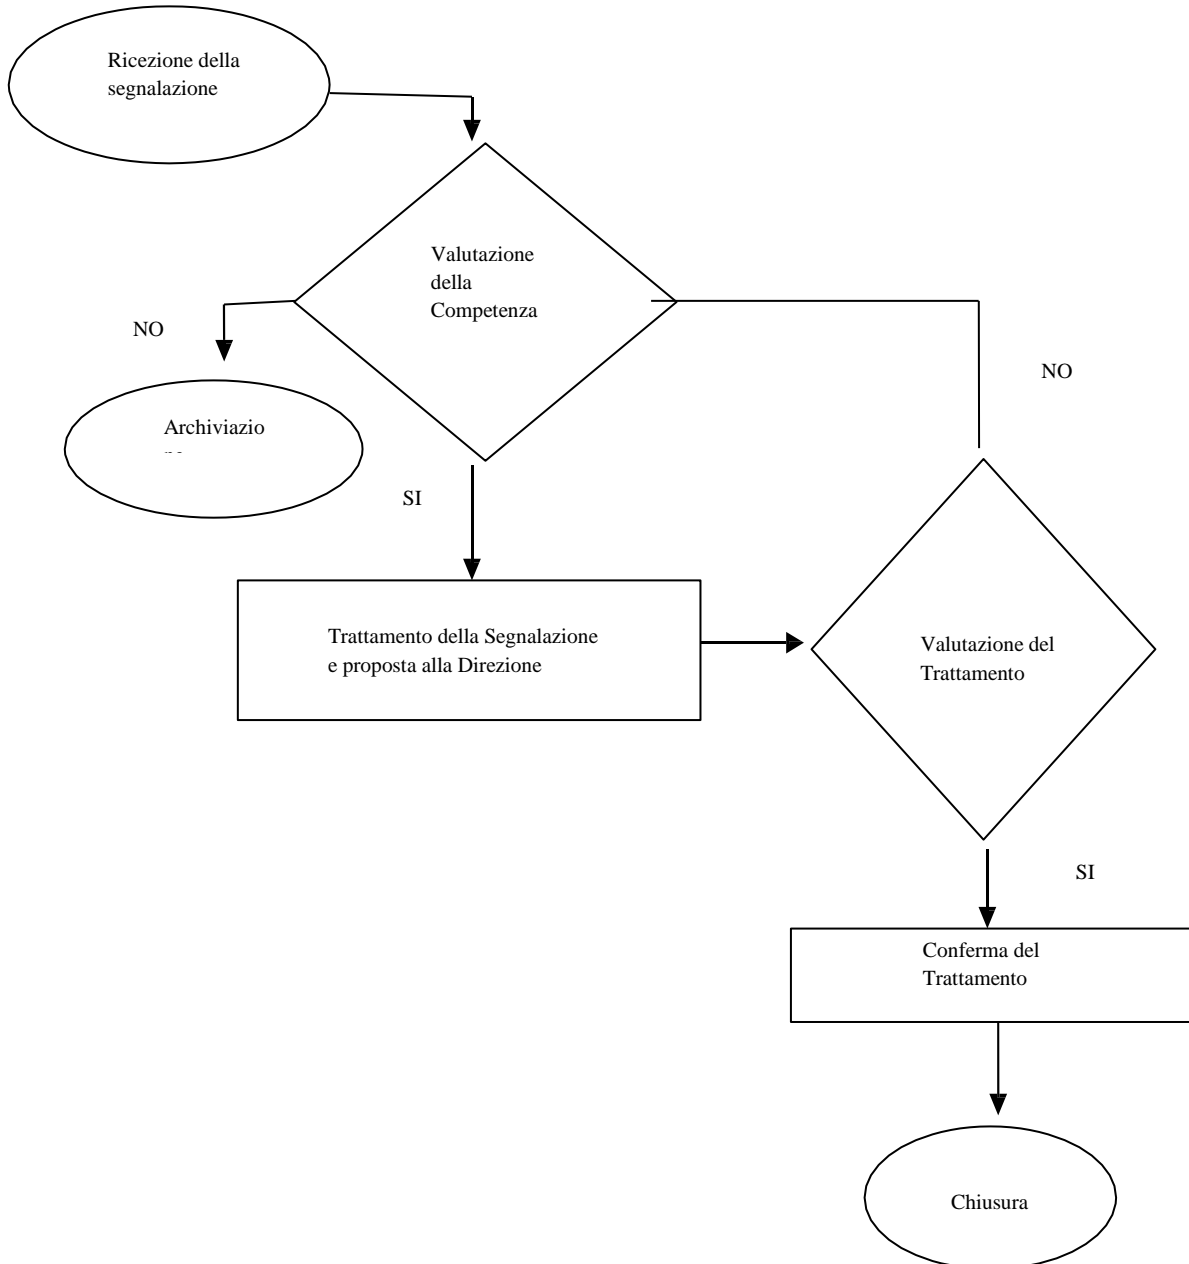 Ricezione della
segnalazione
Valutazione
della
Competenza
NO
NO
Archiviazio
SI
Trattamento della Segnalazione
e proposta alla Direzione
Valutazione del
Trattamento
SI
Conferma del
Trattamento
Chiusura